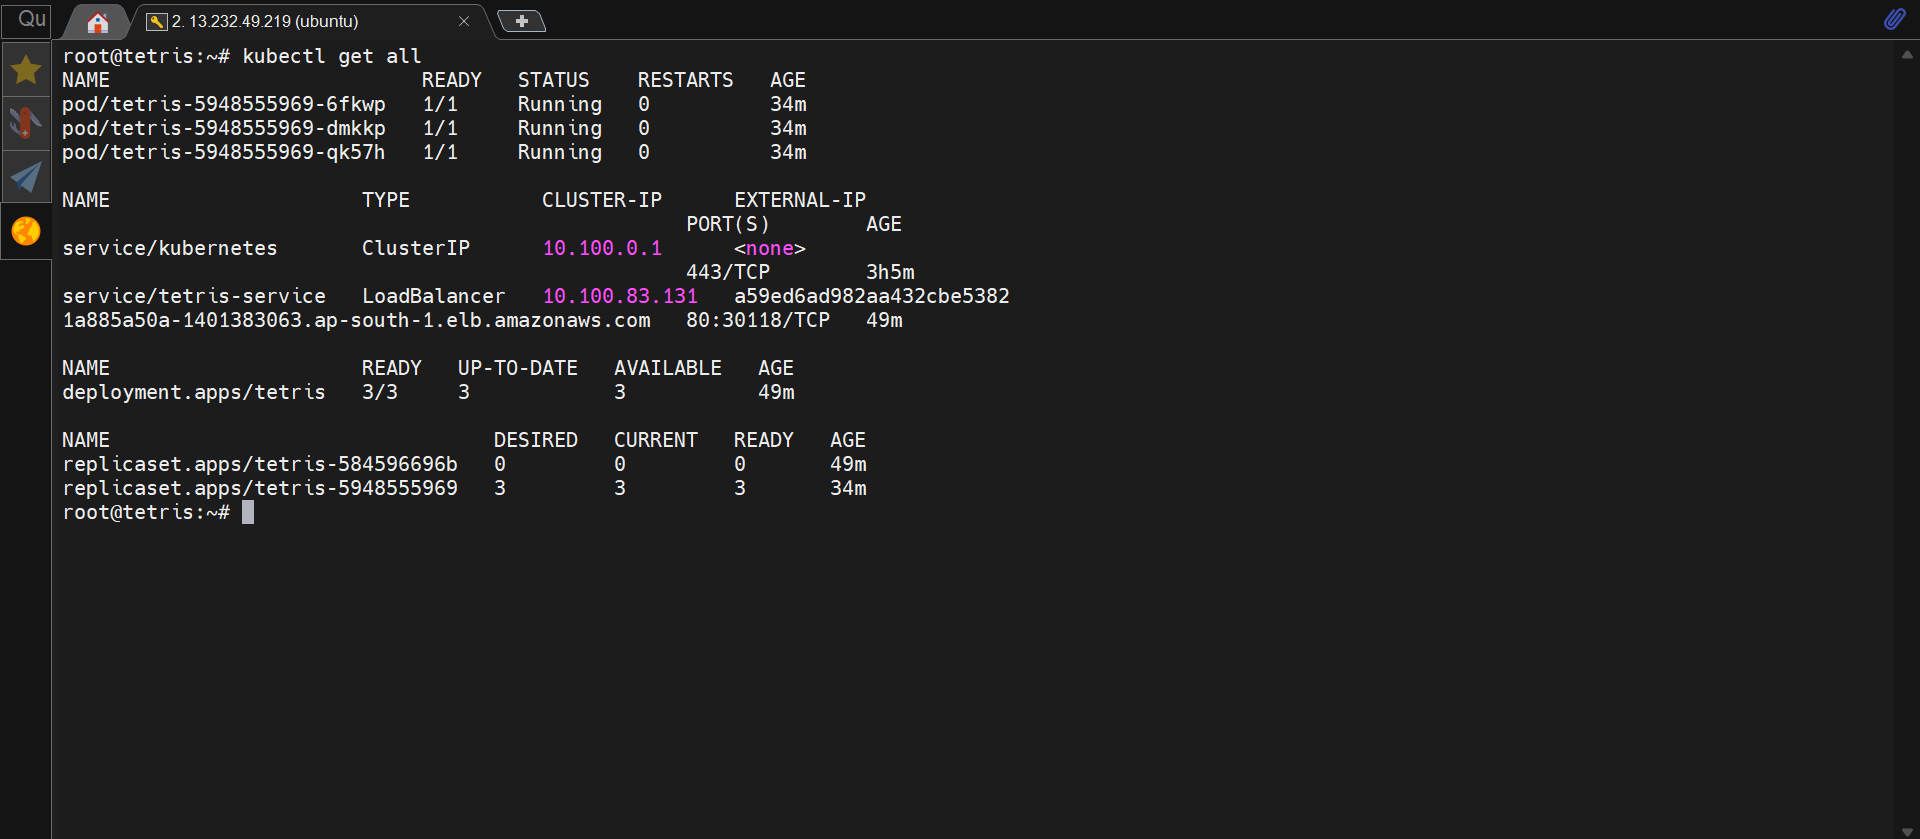 Qu
2. 13.232.49.219 (ubuntu)
root@tetris:~# kubectl get all
NAME READY STATUS RESTARTS AGE
pod/tetris-5948555969-6fkwp 1/1 Running 0 34m
pod/tetris-5948555969-dmkkp 1/1 Running 0 34m
pod/tetris-5948555969-qk57h 1/1 Running 0 34m
NAME TYPE CLUSTER-IP EXTERNAL-IP
PORT(S) AGE
service/kubernetes ClusterIP 10.100.0.1 <none>
443/TCP 3h5m
service/tetris-service LoadBalancer 10.100.83.131 a59ed6ad982aa432cbe5382
1a885a50a-1401383063.ap-south-1.elb.amazonaws.com 80:30118/TCP 49m
NAME READY UP-TO-DATE AVAILABLE AGE
deployment.apps/tetris 3/3 3 3 49m
NAME DESIRED CURRENT READY AGE
replicaset.apps/tetris-584596696b 0 0 0 49m
replicaset.apps/tetris-5948555969 3 3 3 34m
root@tetris:~#